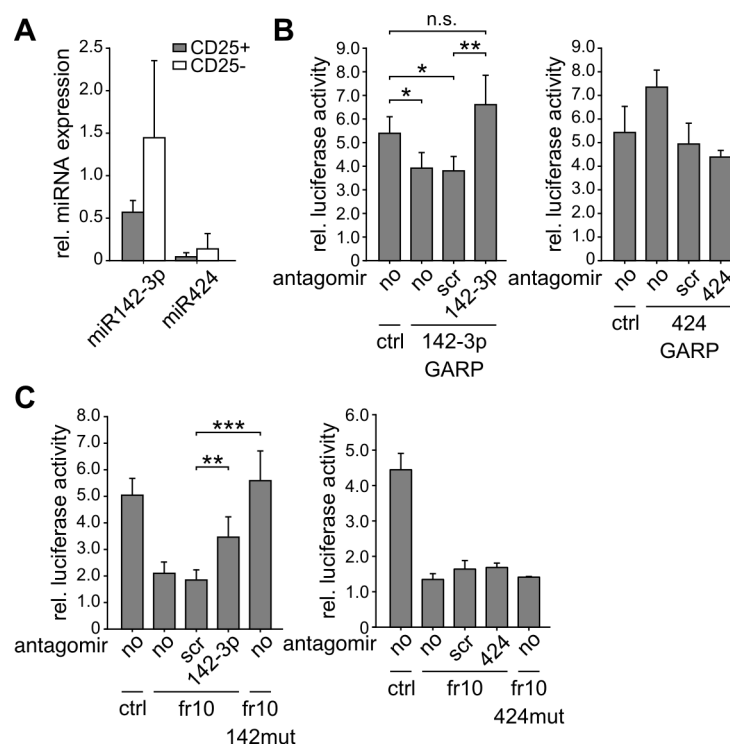 A
CD25+
CD25-
rel. miRNA expression
2.5
2.0
1.5
1.0
0.5
0
miR142-3p
miR424
B
n.s.
**
*
*
rel. luciferase activity
9.0
8.0
7.0
6.0
5.0
4.0
3.0
2.0
1.0
antagomir
no
no
scr
142-3p
ctrl
142-3p
GARP
rel. luciferase activity
9.0
8.0
7.0
6.0
5.0
4.0
3.0
2.0
1.0
antagomir
no
no
scr
424
ctrl
424
GARP
C
***
**
rel. luciferase activity
8.0
7.0
6.0
5.0
4.0
3.0
2.0
1.0
0
antagomir
no
no
scr
142-3p
no
ctrl
fr10
fr10
142mut
rel. luciferase activity
6.0
5.0
4.0
3.0
2.0
1.0
0
antagomir
no
no
scr
424
no
ctrl
fr10
fr10
424mut